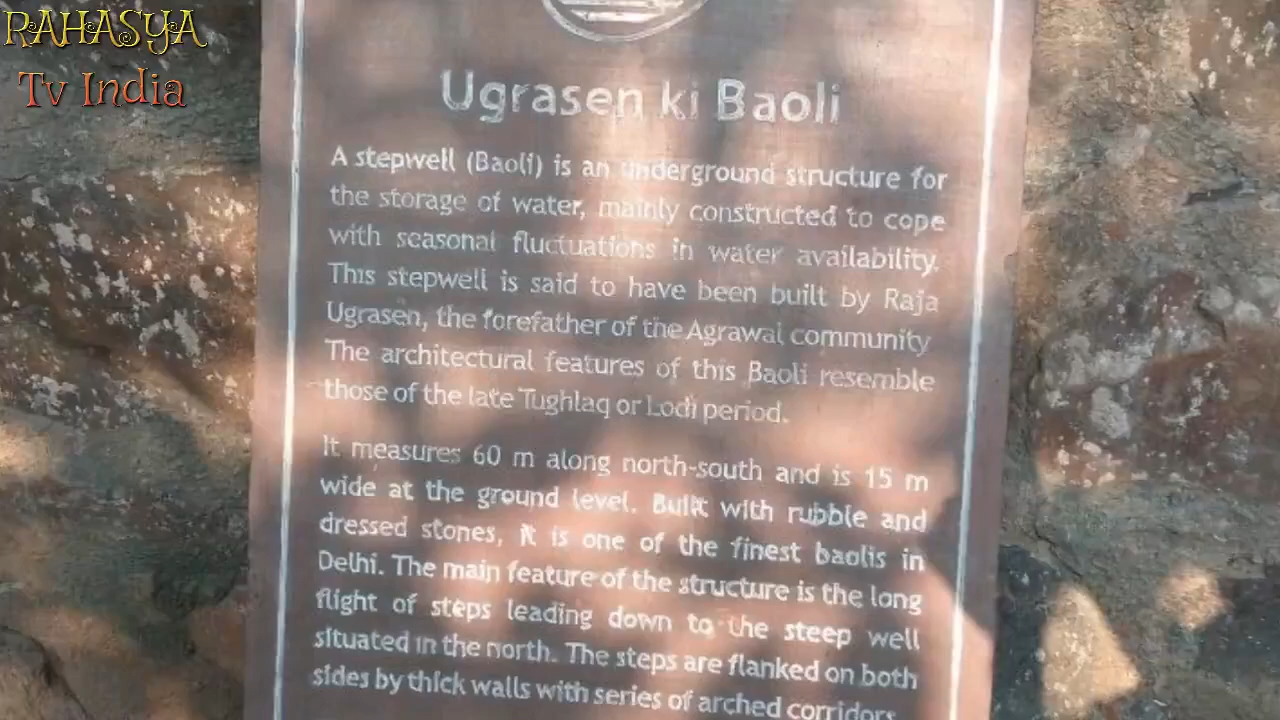 RAHASYA
Tv India
Ugrasen ki Baoli
A stepwell (Baoli) is an underground structure for
the storage of water, mainly constructed to cope
with seasonal fluctuations in water availability.
This stepwell is said to have been built by Raja
Ugrasen, the forefather of the Agrawal community
The architectural features of this Baoli resemble
those of the late Tughlaq or Lodi period.
It measures 60 m along north-south and is 15 m
wide at the ground level. Built with rubble and
dressed stones, it is one of the finest baolis in
Delhi. The main feature of the structure is the long
flight of steps leading down to the steep well
situated in the north. The steps are flanked on both
sides by thick walls with series of arched corridors